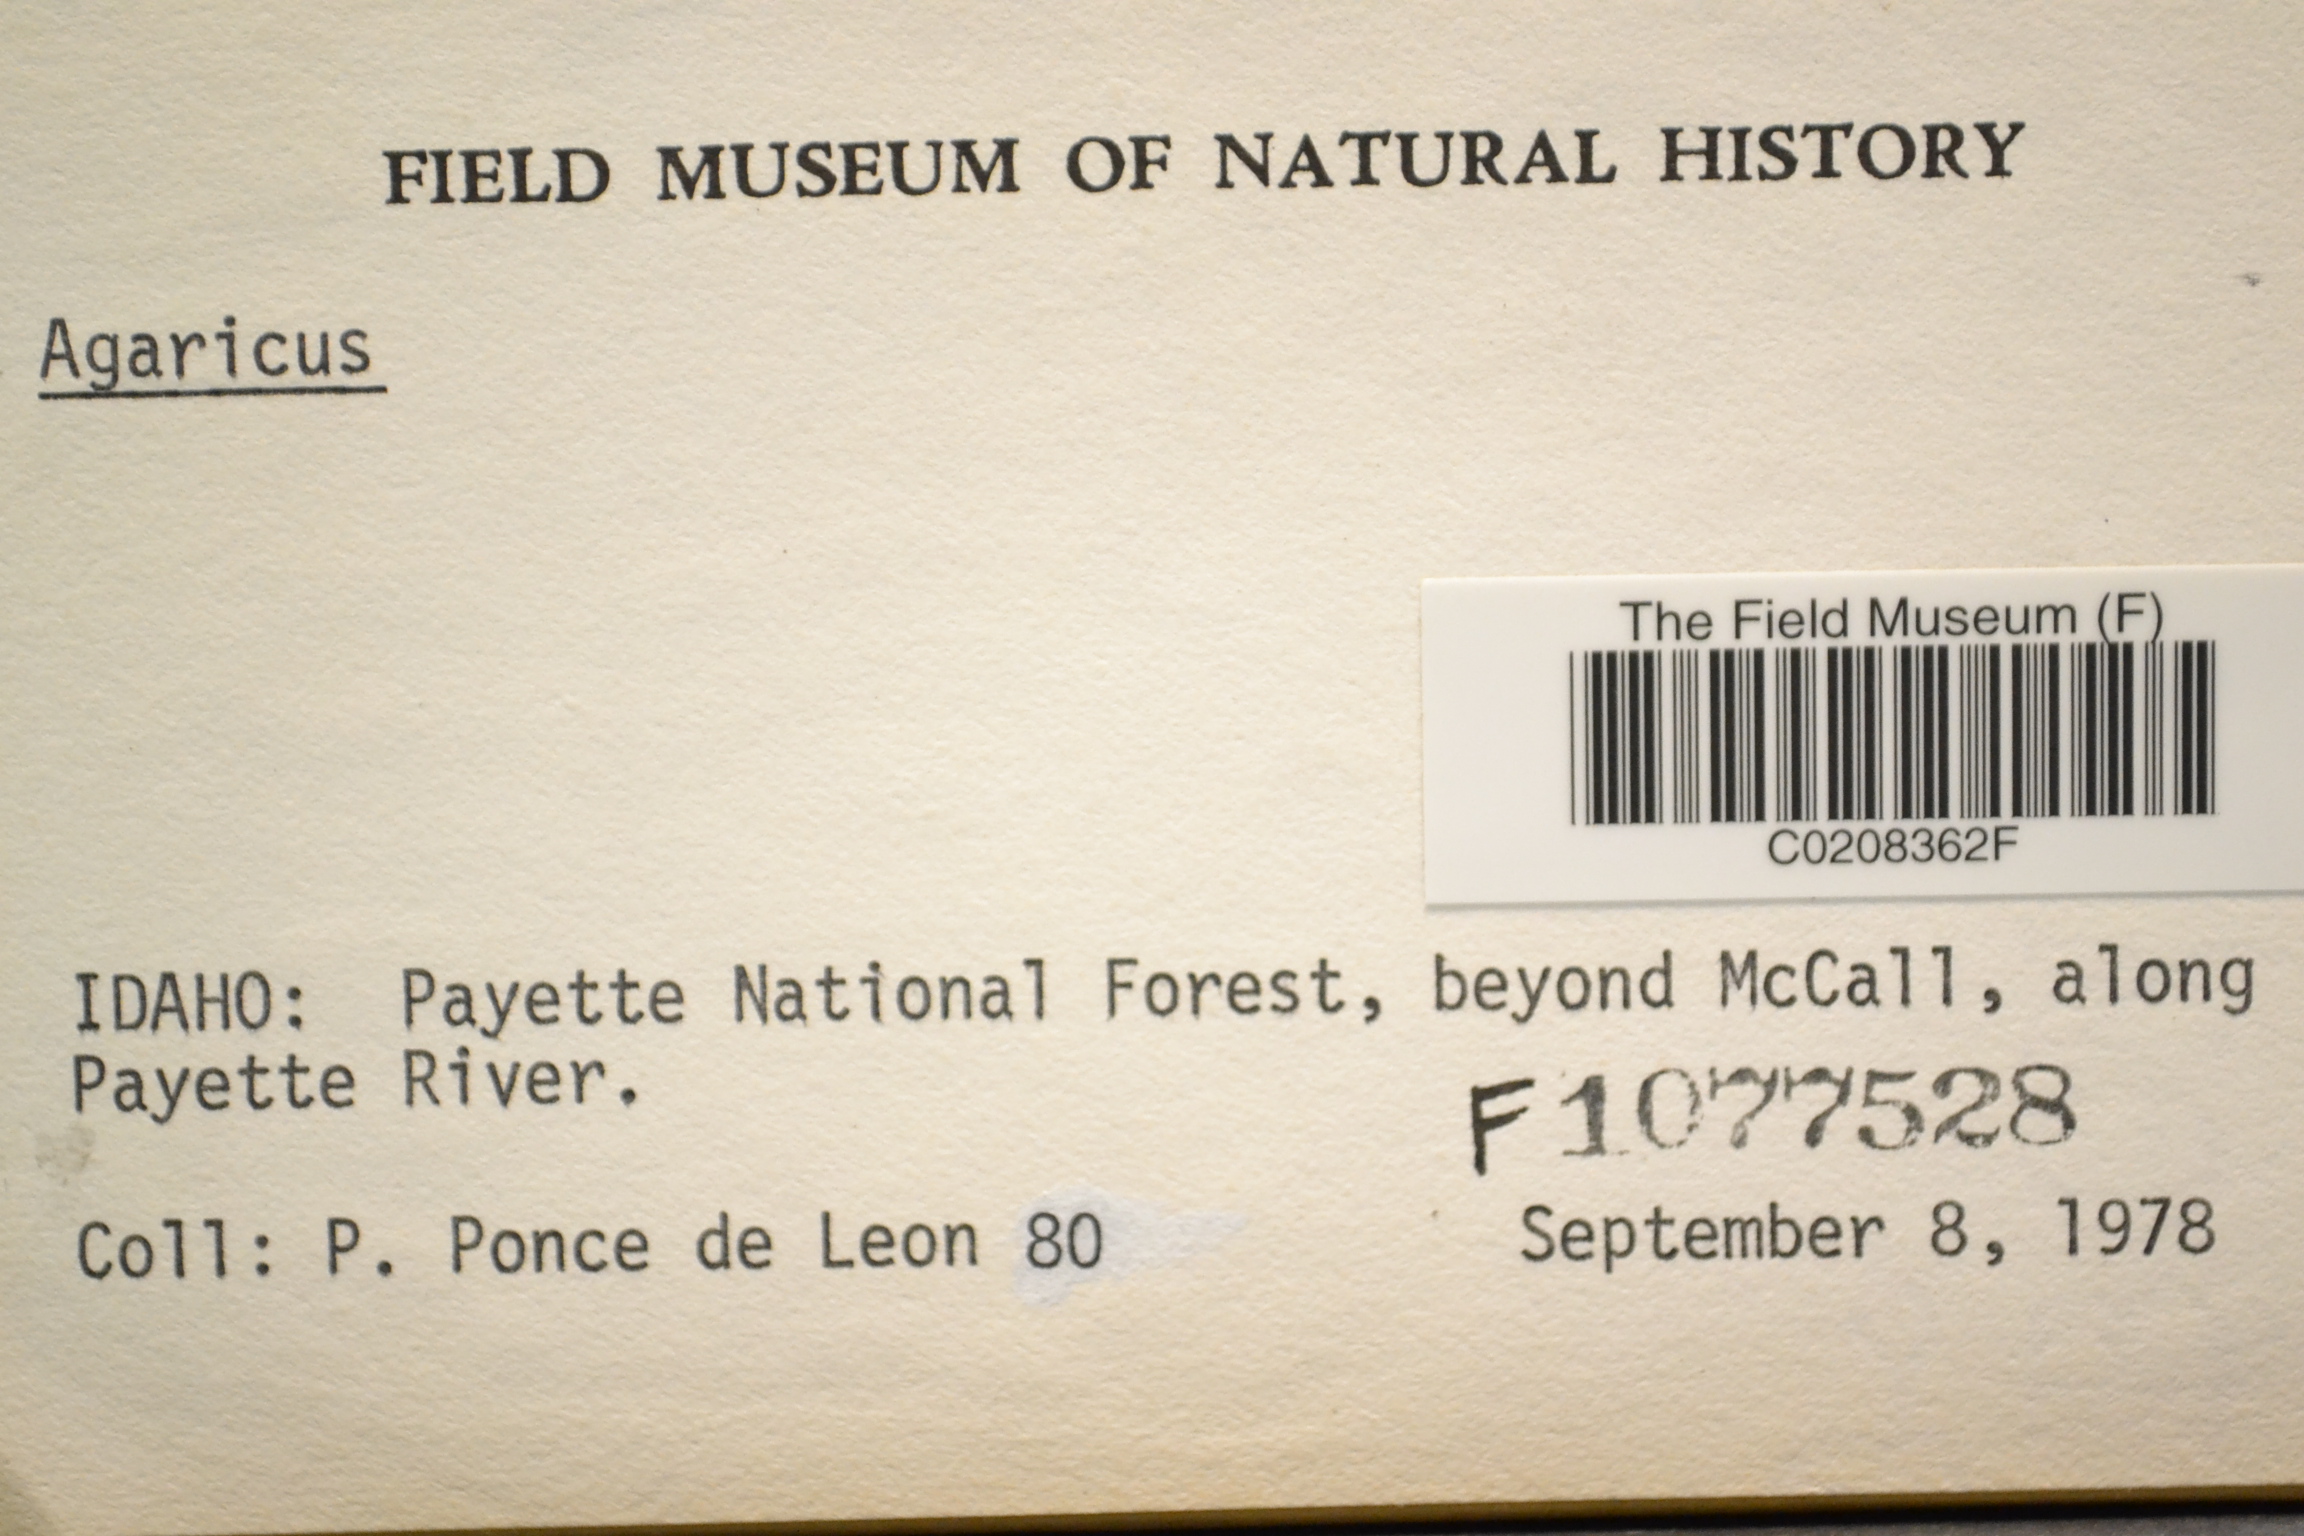 FIELD MUSEUM OF NATURAL HISTORY
Agaricus
The Field Museum (F)
C0208362F
IDAHO: Payette National Forest, beyond McCall, along
Payette River.
F1077528
Coll: P. Ponce de Leon 80 September 8, 1978